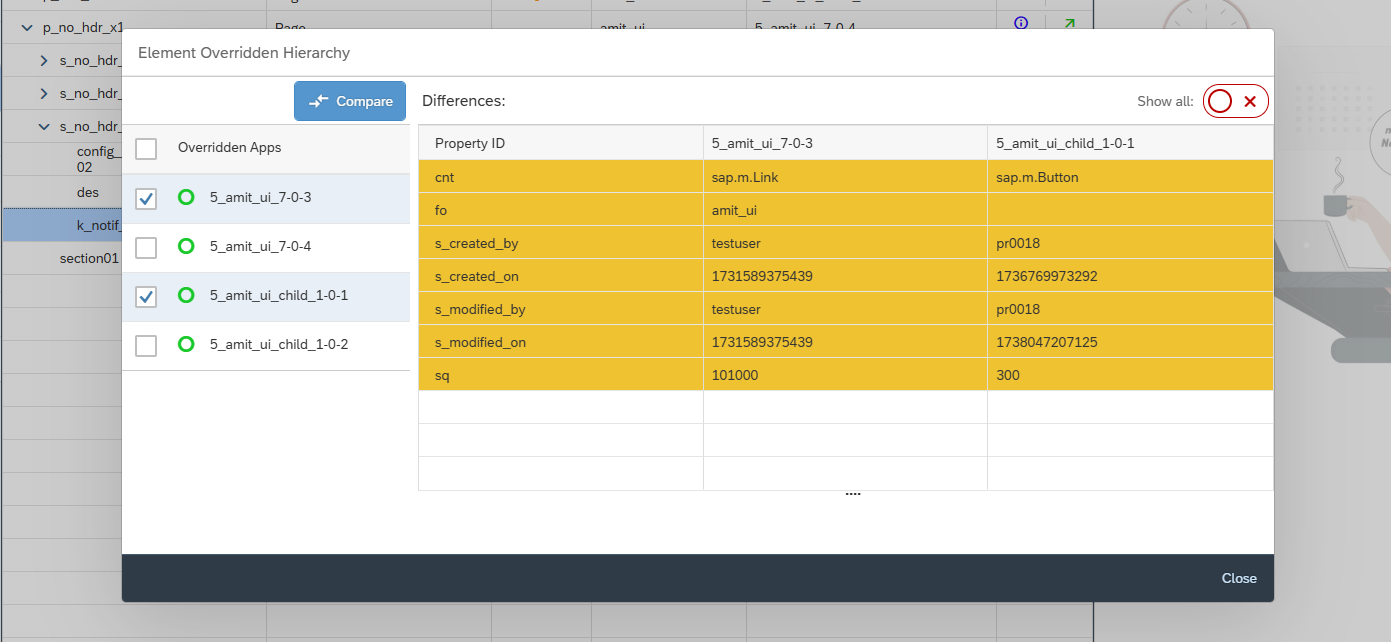 p_no_hdr_x1 Page amit_ui 5_amit_ui_7-0-4
Element Overridden Hierarchy
Compare Differences: Show all:
Overridden Apps
5_amit_ui_7-0-3
5_amit_ui_7-0-4
5_amit_ui_child_1-0-1
5_amit_ui_child_1-0-2
Property ID 5_amit_ui_7-0-3 5_amit_ui_child_1-0-1
cnt sap.m.Link sap.m.Button
fo amit_ui
s_created_by testuser pr0018
s_created_on 1731589375439 1736769973292
s_modified_by testuser pr0018
s_modified_on 1731589375439 1738047207125
sq 101000 300
s_no_hdr_
s_no_hdr_
s_no_hdr_
config_
02
des
k_notif_
section01
Close